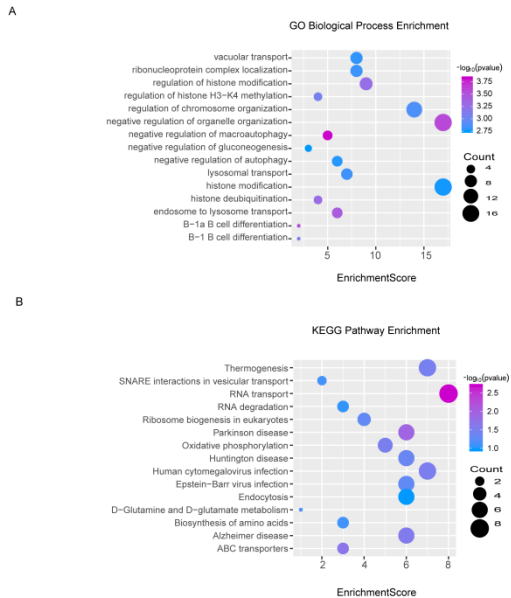 A
GO Biological Process Enrichment
vacuolar transport
ribonucleoprotein complex localization
regulation of histone modification
regulation of histone H3−K4 methylation
regulation of chromosome organization
negative regulation of organelle organization
negative regulation of macroautophagy
negative regulation of gluconeogenesis
negative regulation of autophagy
lysosomal transport
histone modification
histone deubiquitination
endosome to lysosome transport
B−1a B cell differentiation
B−1 B cell differentiation
5 10 15
EnrichmentScore
−log10(pvalue)
3.75
3.50
3.25
3.00
2.75
Count
4
8
12
16
B
KEGG Pathway Enrichment
Thermogenesis
SNARE interactions in vesicular transport
RNA transport
RNA degradation
Ribosome biogenesis in eukaryotes
Parkinson disease
Oxidative phosphorylation
Huntington disease
Human cytomegalovirus infection
Epstein−Barr virus infection
Endocytosis
D−Glutamine and D−glutamate metabolism
Biosynthesis of amino acids
Alzheimer disease
ABC transporters
2 4 6 8
EnrichmentScore
−log10(pvalue)
2.5
2.0
1.5
1.0
Count
2
4
6
8